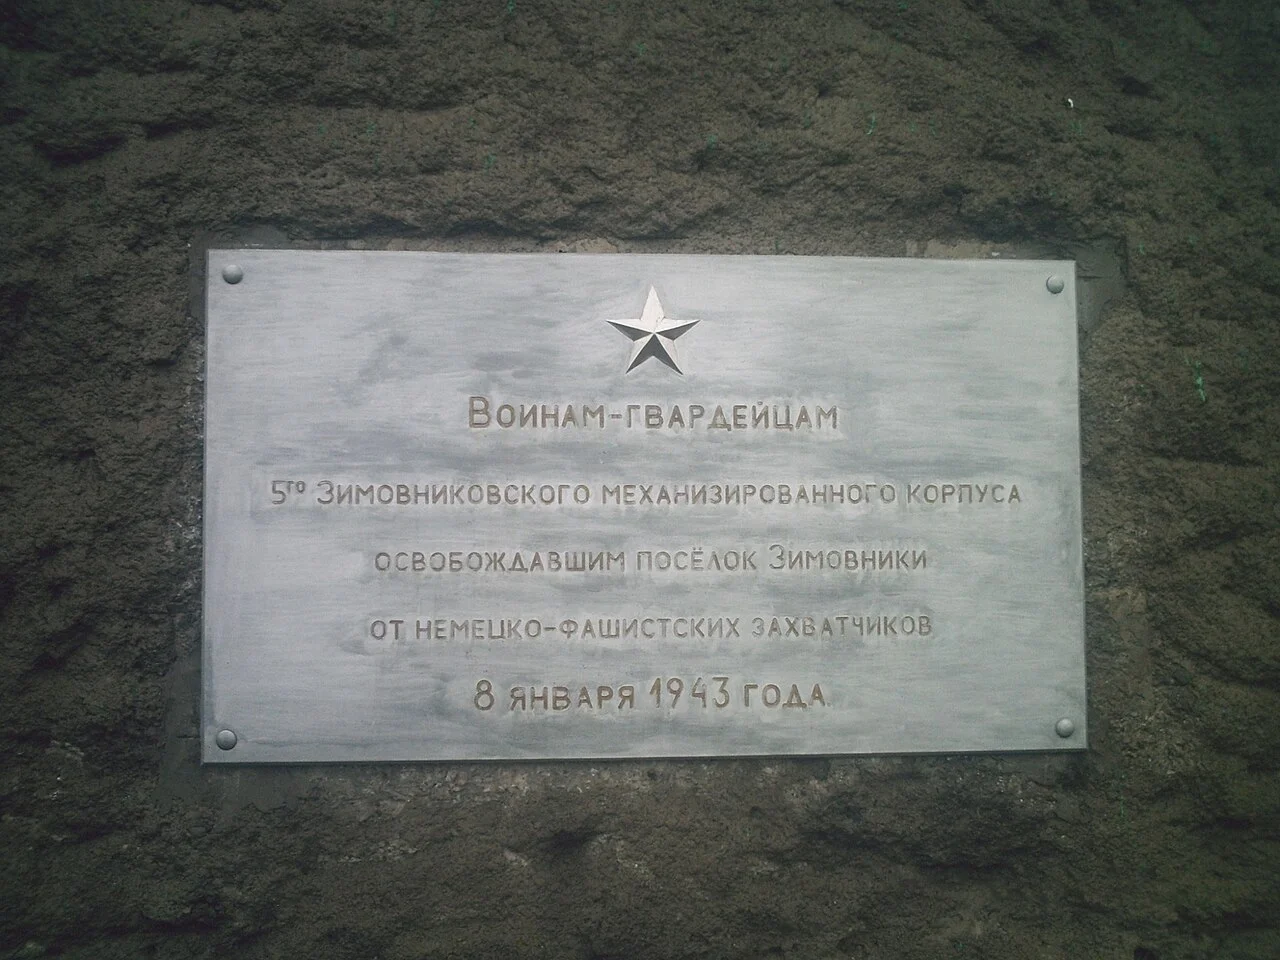 Воинам-гвардейцам
5го Зимовниковского механизированного корпуса
освобождавшим посёлок Зимовники
от немецко-фашистских захватчиков
8 января 1943 года.